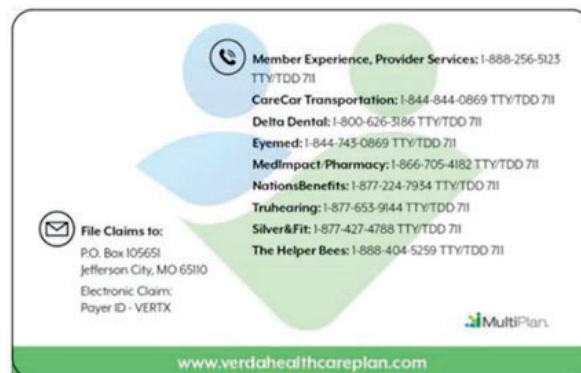 Member Experience, Provider Services: 1-888-256-5123
TTY/TDD 711
CareCar Transportation: 1-844-844-0869 TTY/TDD 711
Delta Dental: 1-800-626-3186 TTY/TDD 711
Eyemed: 1-844-743-0869 TTY/TDD 711
MedImpact/Pharmacy: 1-866-705-4182 TTY/TDD 711
NationsBenefits: 1-877-224-7934 TTY/TDD 711
Truhearing: 1-877-653-9144 TTY/TDD 711
Silver&Fit: 1-877-427-4788 TTY/TDD 711
The Helper Bees: 1-888-404-5259 TTY/TDD 711
File Claims to:
P.O. Box 105651
Jefferson City, MO 65110
Electronic Claim:
Payer ID - VERTX
MultiPlan.
www.verdahealthcareplan.com